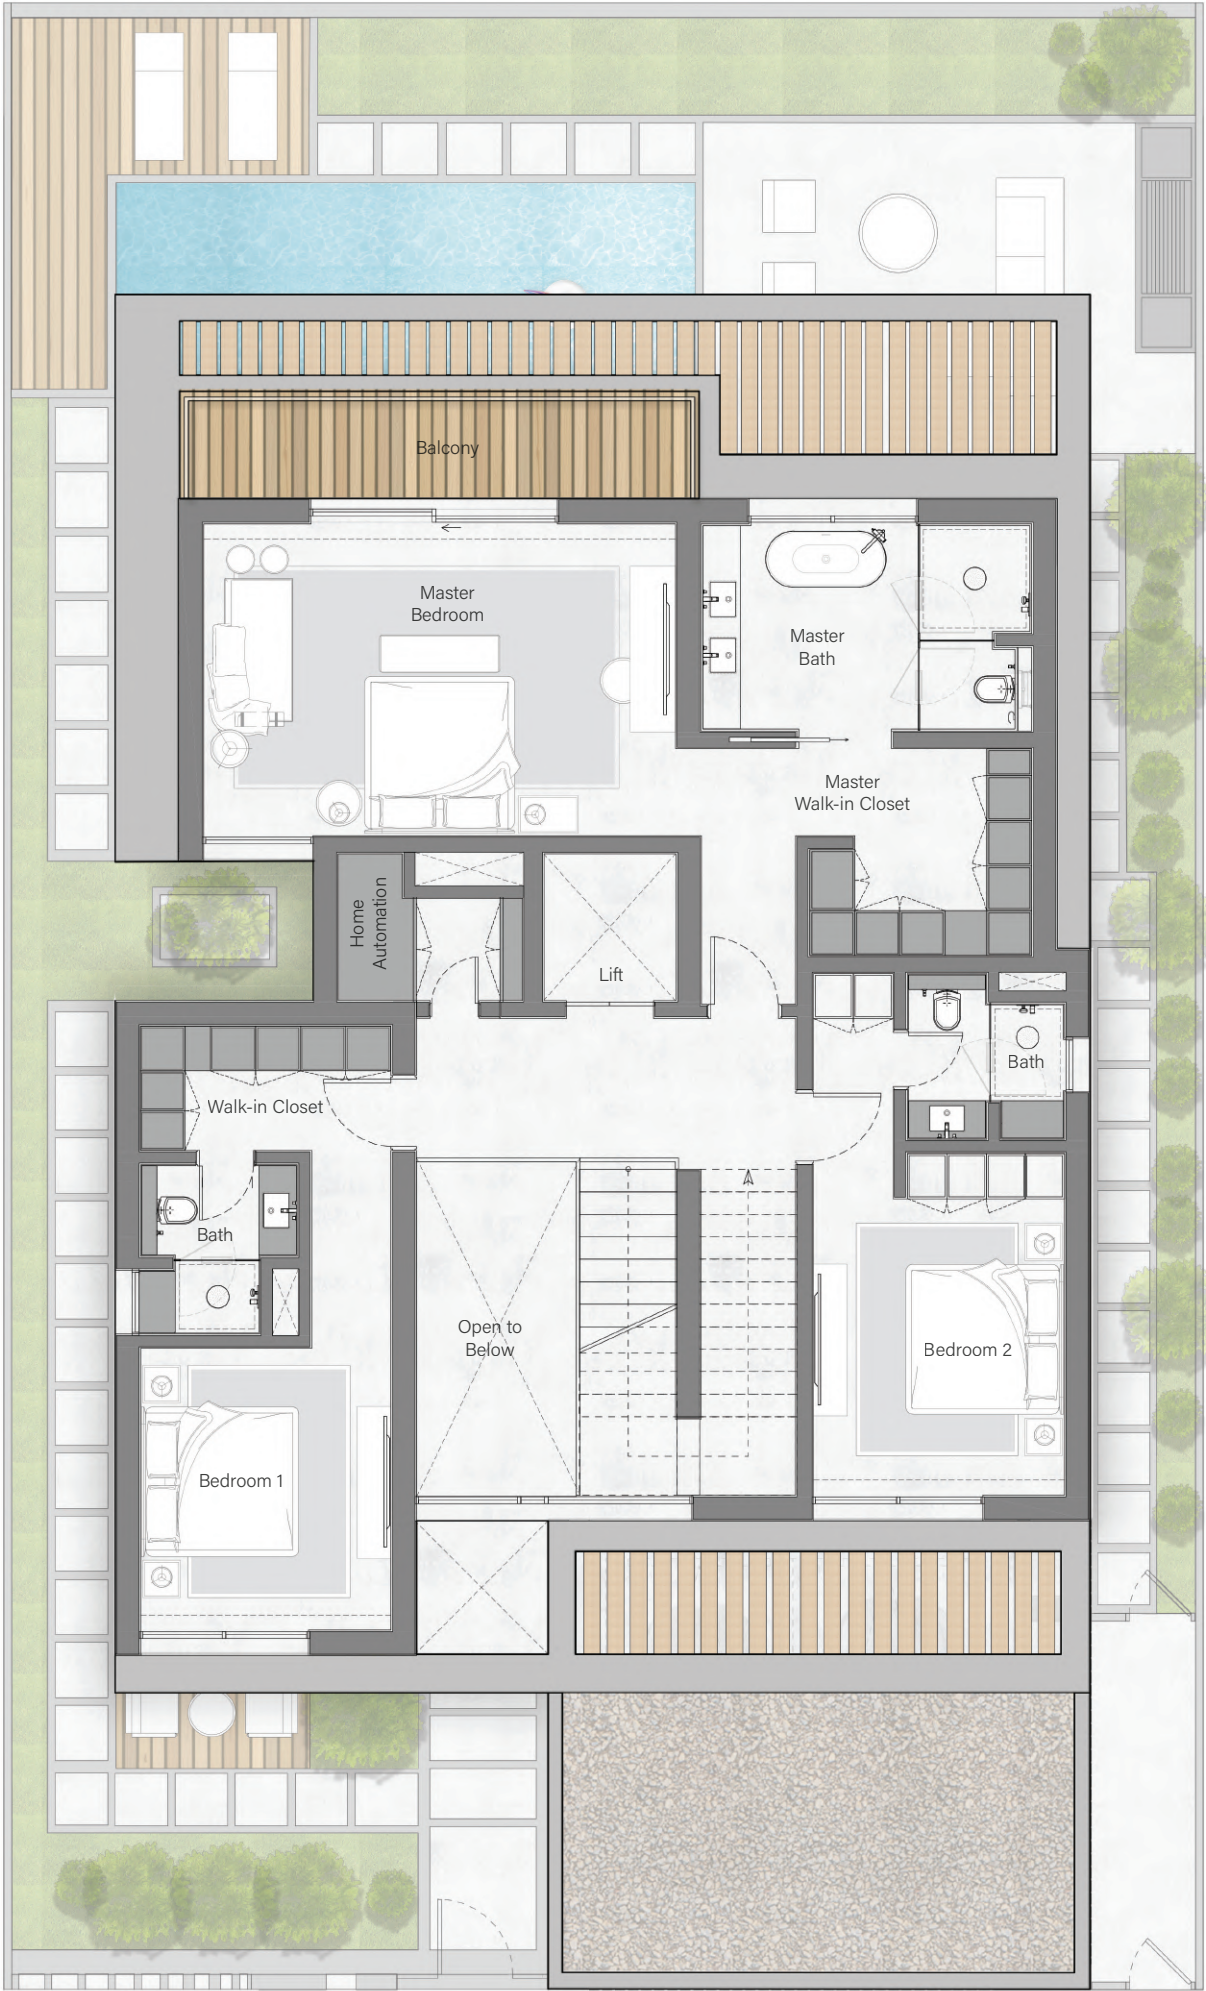 Balcony
Master
Bedroom
Master
Bath
Master
Walk-in Closet
Home
Automation
Lift
Bath
Walk-in Closet
Bath
Open to
Below
Bedroom 2
Bedroom 1